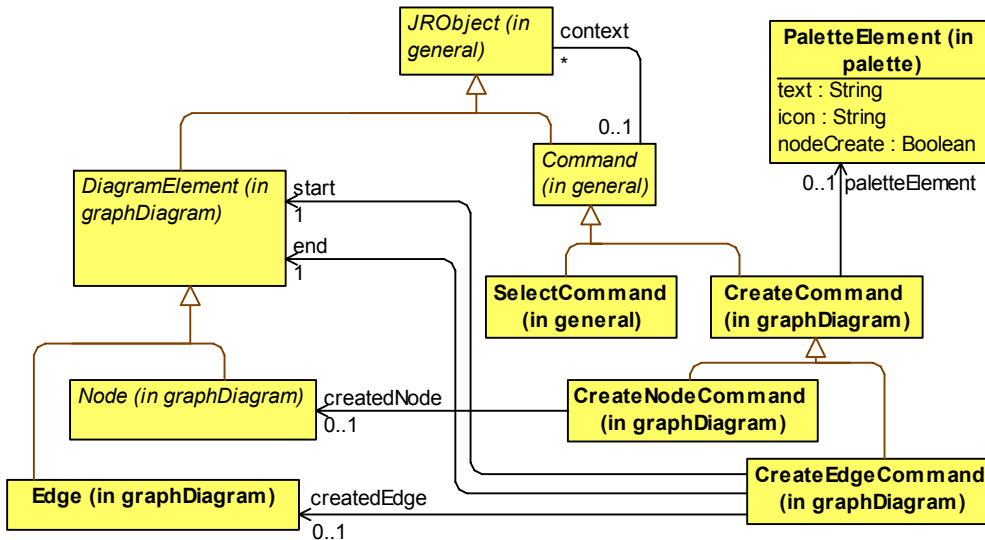 JRObject (in
general)
context
*
0..1
PaletteElement (in
palette)
text : String
icon : String
nodeCreate : Boolean
0..1 paletteElement
Command
(in general)
DiagramElement (in
graphDiagram)
start
1
end
1
SelectCommand
(in general)
CreateCommand
(in graphDiagram)
Node (in graphDiagram)
createdNode
0..1
CreateNodeCommand
(in graphDiagram)
CreateEdgeCommand
(in graphDiagram)
Edge (in graphDiagram)
createdEdge
0..1